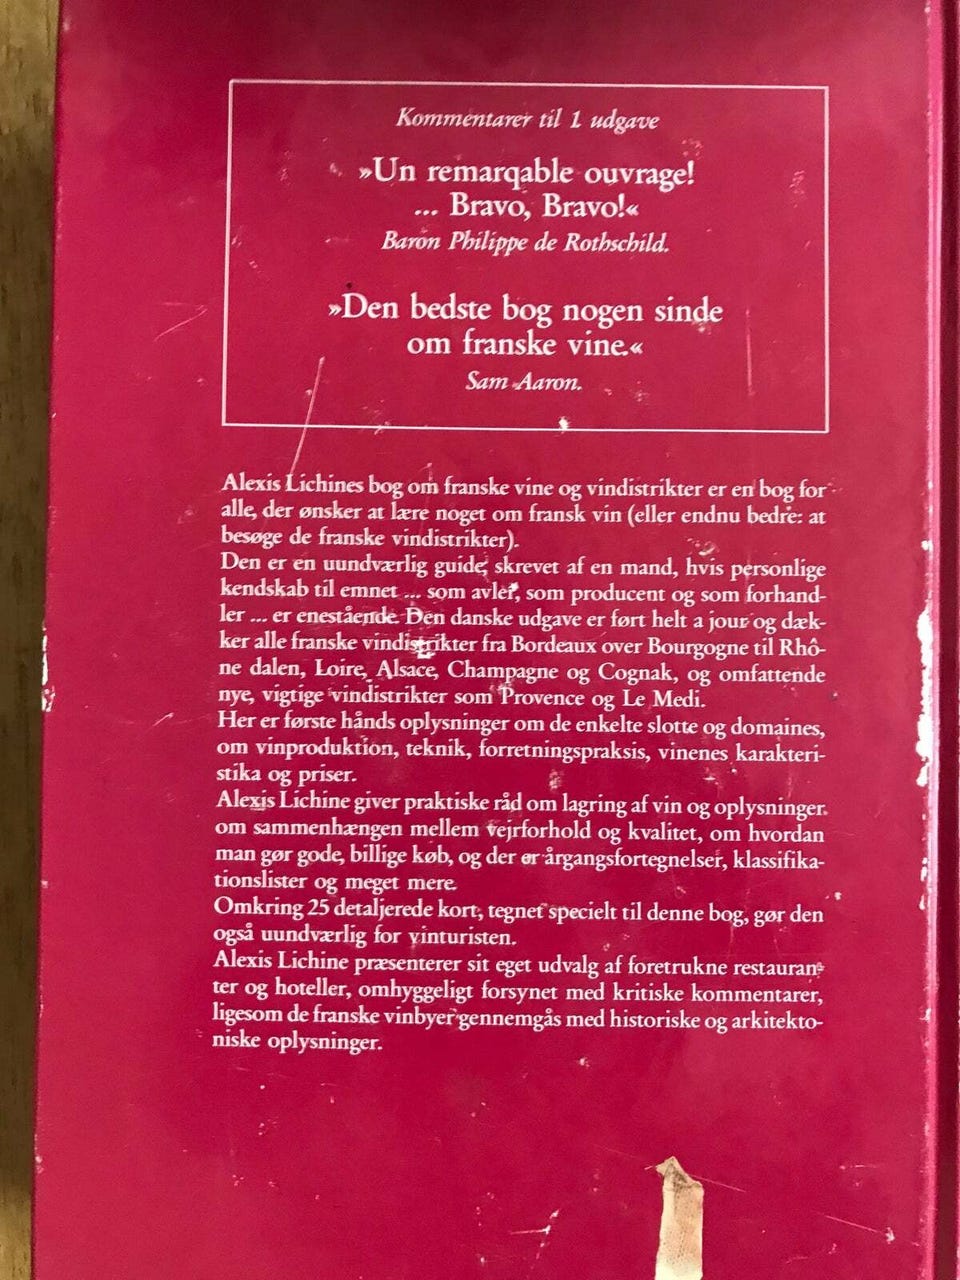 Kommentarer til 1 udgave
»Un remarqable ouvrage!
... Bravo, Bravo!«
Baron Philippe de Rothschild.
»Den bedste bog nogen sinde
om franske vine.«
Sam Aaron.
Alexis Lichines bog om franske vine og vindistrikter er en bog for
alle, der ønsker at lære noget om fransk vin (eller endnu bedre: at
besøge de franske vindistrikter).
Den er en uundværlig guide, skrevet af en mand, hvis personlige
kendskab til emnet ... som avler, som producent og som forhand-
ler ... er enestående. Den danske udgave er ført helt a jour og dæk-
ker alle franske vindistrikter fra Bordeaux over Bourgogne til Rhô-
ne dalen, Loire, Alsace, Champagne og Cognak, og omfattende
nye, vigtige vindistrikter som Provence og Le Medi.
Her er første hånds oplysninger om de enkelte slotte og domaines,
om vinproduktion, teknik, forretningspraksis, vinenes karakteri-
stika og priser.
Alexis Lichine giver praktiske råd om lagring af vin og oplysninger
om sammenhængen mellem vejrforhold og kvalitet, om hvordan
man gør gode, billige køb, og der er årgangsfortegnelser, klassifika-
tionslister og meget mere.
Omkring 25 detaljerede kort, tegnet specielt til denne bog, gør den
også uundværlig for vinturisten.
Alexis Lichine præsenterer sit eget udvalg af foretrukne restauran-
ter og hoteller, omhyggeligt forsynet med kritiske kommentarer,
ligesom de franske vinbyer gennemgås med historiske og arkitekto-
niske oplysninger.